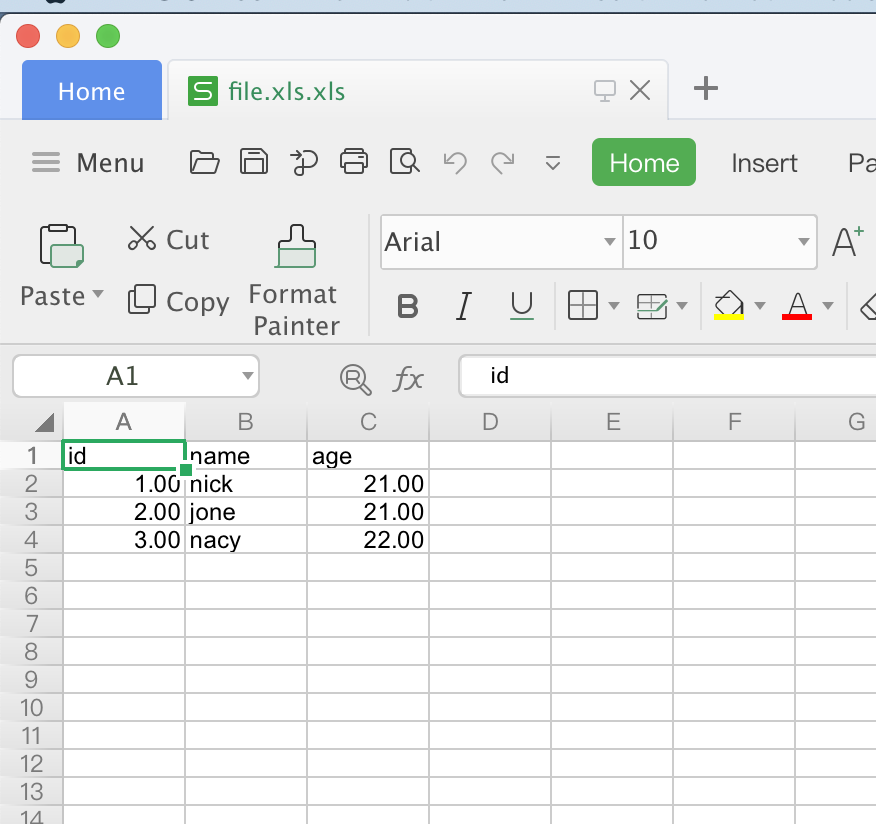 Home file.xls.xls
Menu Home Insert Pa
Cut Arial 10 A+
Paste Copy Format
Painter B I U A
A1 fx id
A B C D E F G
1 id name age
2 1.00 nick 21.00
3 2.00 jone 21.00
4 3.00 nacy 22.00
5
6
7
8
9
10
11
12
13
14